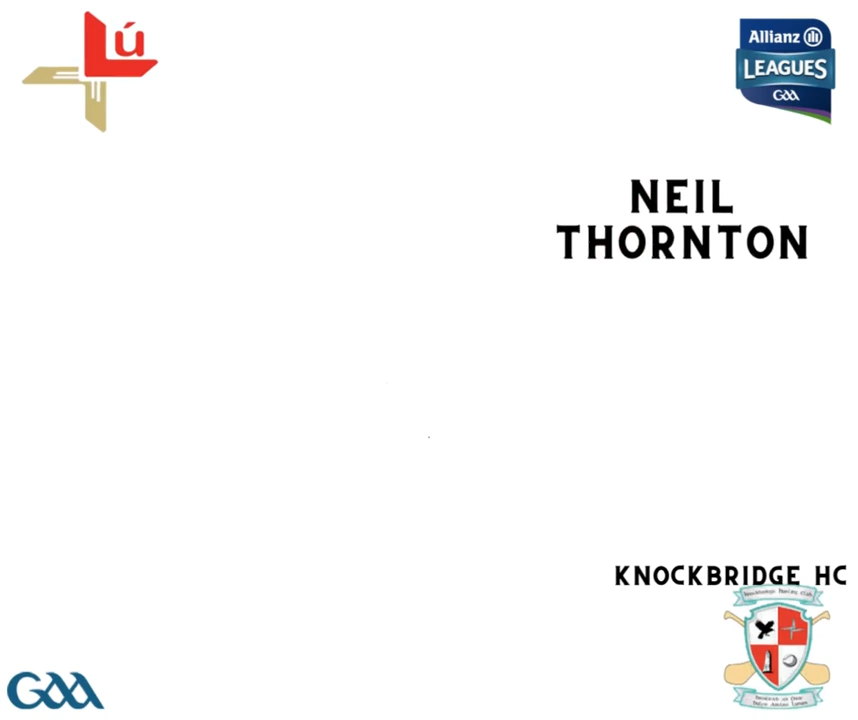 Lú
Allianz
LEAGUES
GAA
NEIL
THORNTON
KNOCKBRIDGE HC
GAA